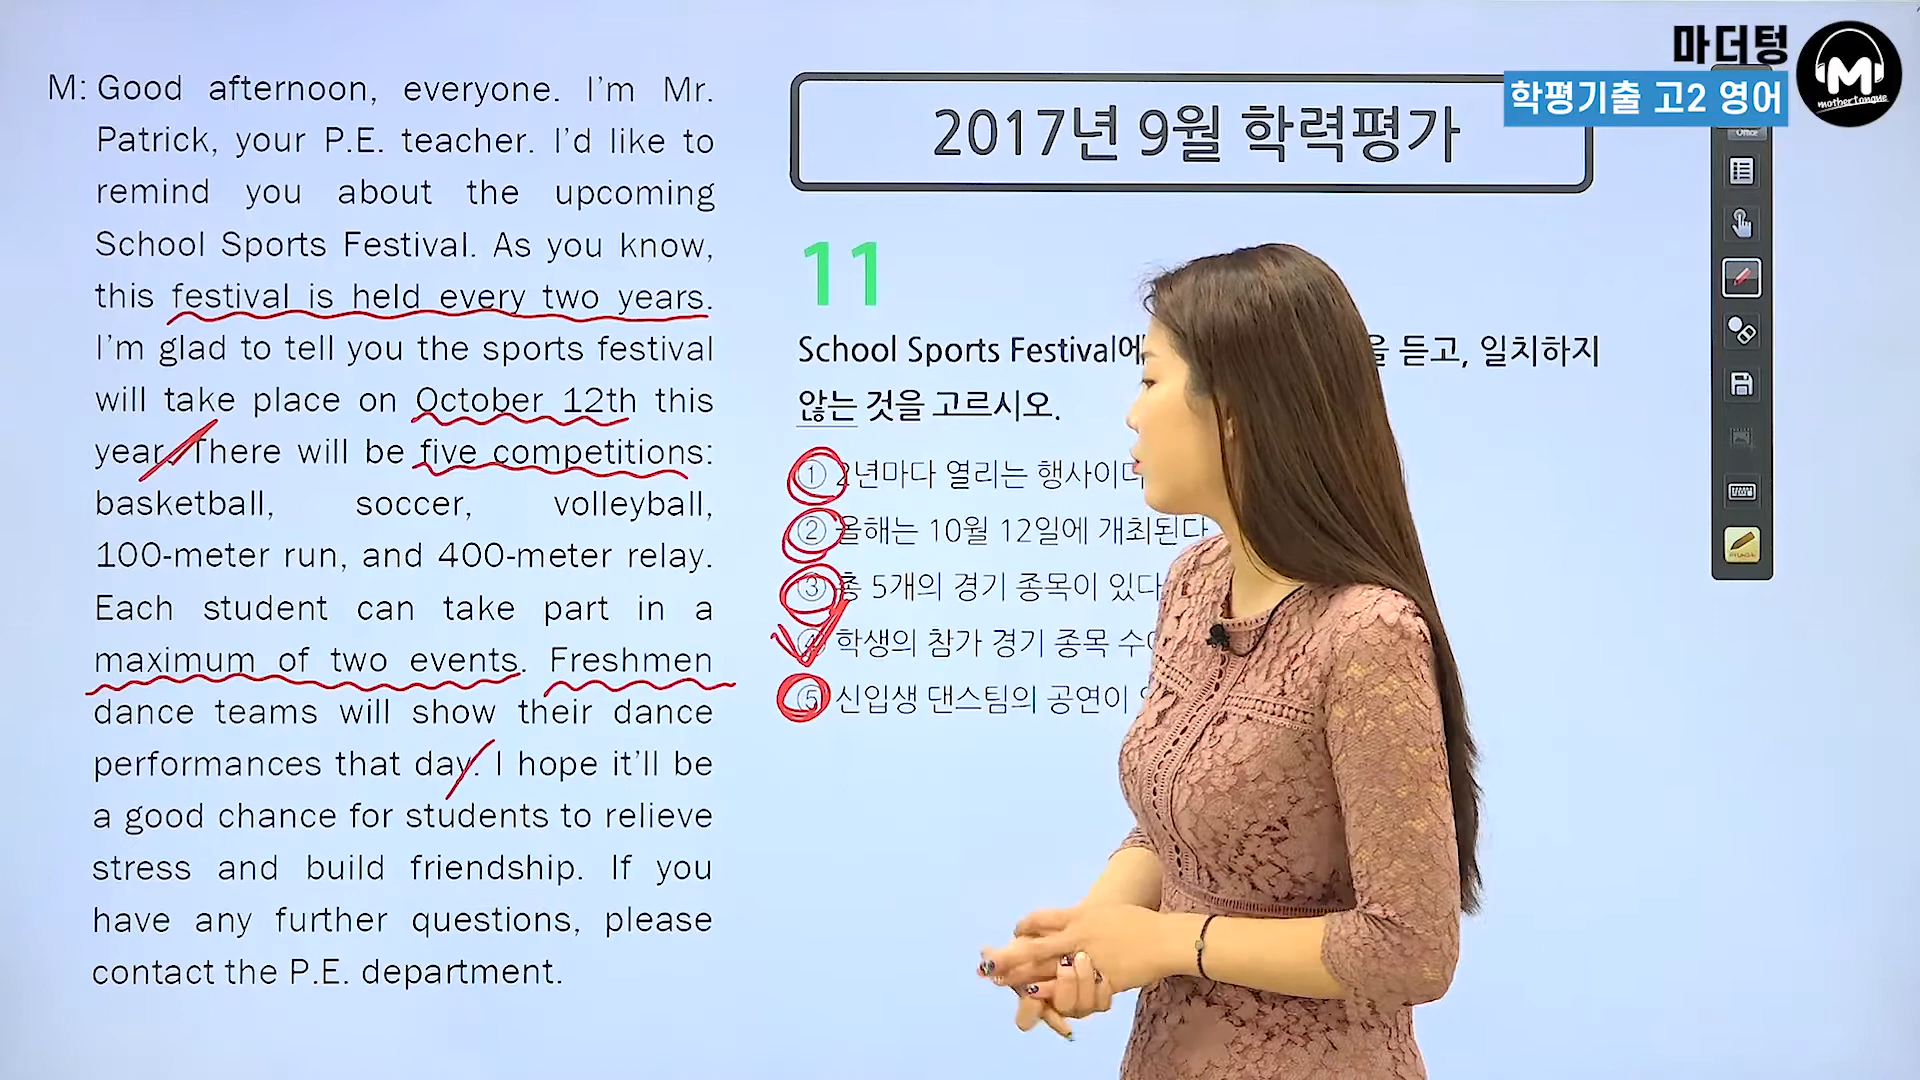 M: Good afternoon, everyone. I'm Mr.
Patrick, your P.E. teacher. I'd like to
remind you about the upcoming
School Sports Festival. As you know,
this festival is held every two years.
I'm glad to tell you the sports festival
will take place on October 12th this
year. There will be five competitions:
basketball, soccer, volleyball,
100-meter run, and 400-meter relay.
Each student can take part in a
maximum of two events. Freshmen
dance teams will show their dance
performances that day. I hope it'll be
a good chance for students to relieve
stress and build friendship. If you
have any further questions, please
contact the P.E. department.
2017년 9월 학력평가
11
School Sports Festival에 을 듣고, 일치하지
않는 것을 고르시오.
① 2년마다 열리는 행사이다
② 올해는 10월 12일에 개최된다
③ 총 5개의 경기 종목이 있다
④ 학생의 참가 경기 종목 수
⑤ 신입생 댄스팀의 공연이
마더텅
학평기출 고2 영어
M
mothertongue
Office